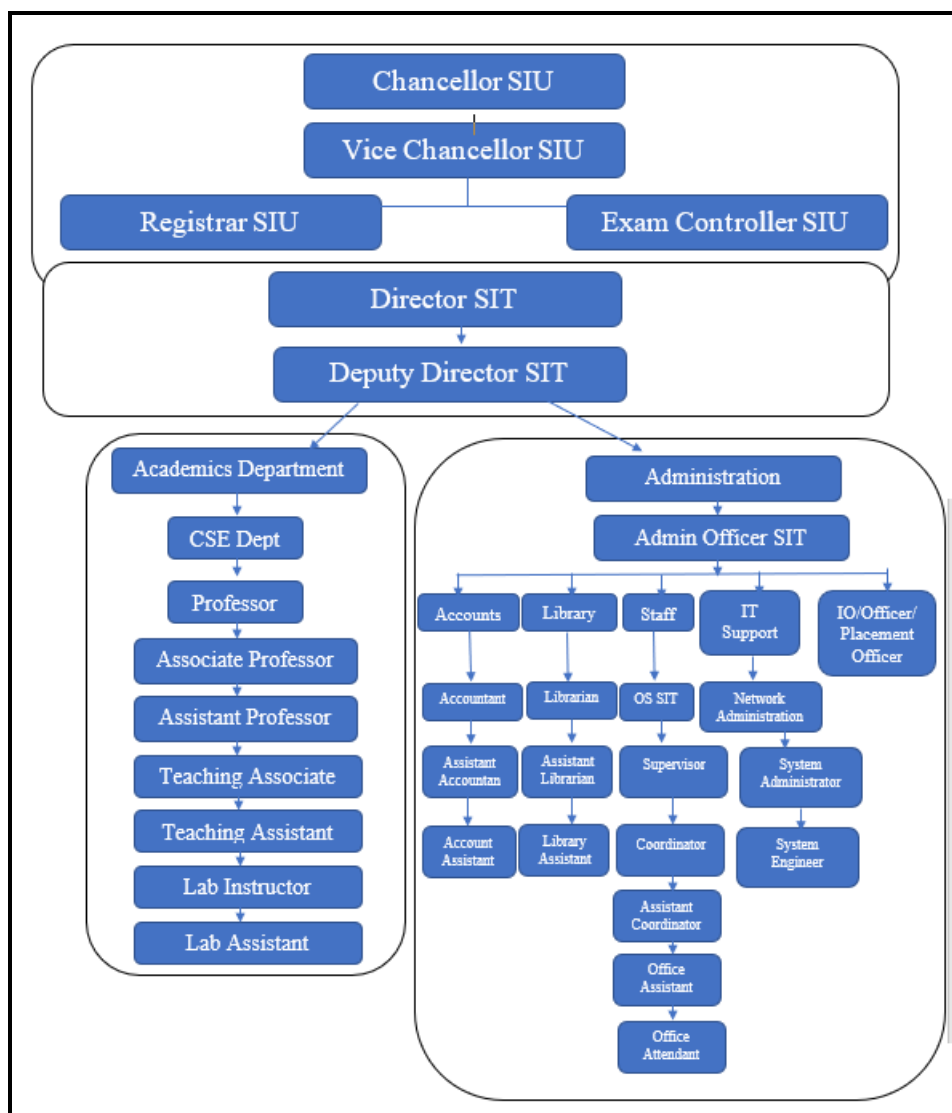 Chancellor SIU
Vice Chancellor SIU
Registrar SIU
Exam Controller SIU
Director SIT
Deputy Director SIT
Academics Department
CSE Dept
Professor
Associate Professor
Assistant Professor
Teaching Associate
Teaching Assistant
Lab Instructor
Lab Assistant
Administration
Admin Officer SIT
Accounts
Library
Staff
IT
Support
IO/Officer/
Placement
Officer
Accountant
Librarian
OS SIT
Network
Administration
Assistant
Accountan
Assistant
Librarian
Supervisor
System
Administrator
Account
Assistant
Library
Assistant
Coordinator
System
Engineer
Assistant
Coordinator
Office
Assistant
Office
Attendant